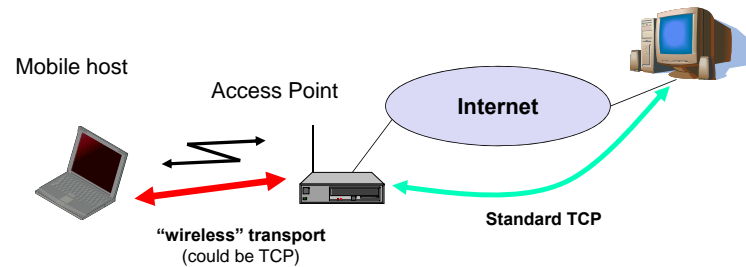 Mobile host
Access Point
Internet
“wireless” transport
(could be TCP)
Standard TCP